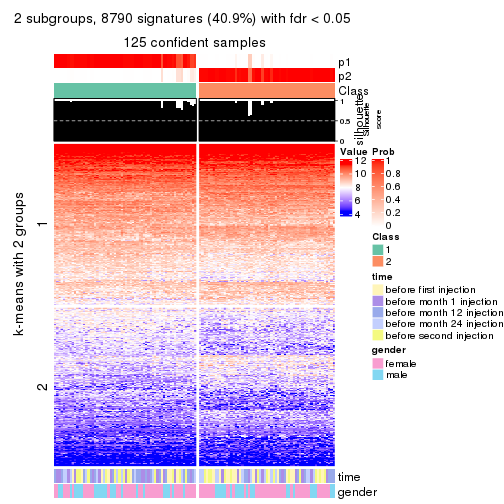 2 subgroups, 8790 signatures (40.9%) with fdr < 0.05
125 confident samples
p1
p2
Class
silhouette
Silhouette
score
1
0.5
0
k-means with 2 groups
1
2
Value
12
10
8
6
4
Prob
1
0.8
0.6
0.4
0.2
0
Class
1
2
time
before first injection
before month 1 injection
before month 12 injection
before month 24 injection
before second injection
gender
female
male
time
gender